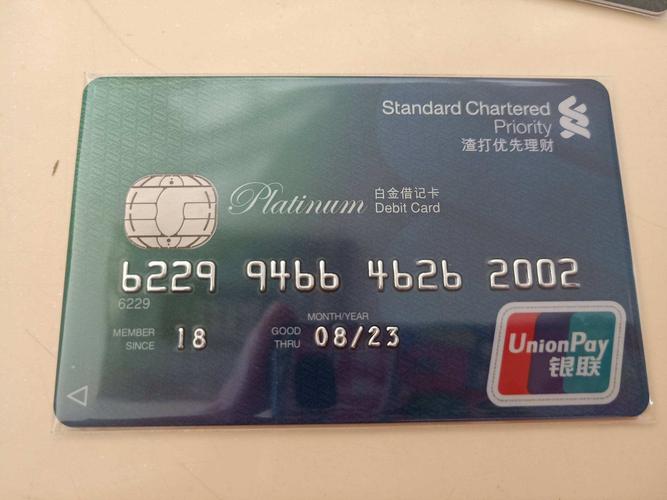 Standard Chartered
Priority
渣打优先理财
Platinum
白金借记卡
Debit Card
6229 9466 4626 2002
6229
MONTH/YEAR
MEMBER SINCE 18
GOOD THRU 08/23
UnionPay
银联